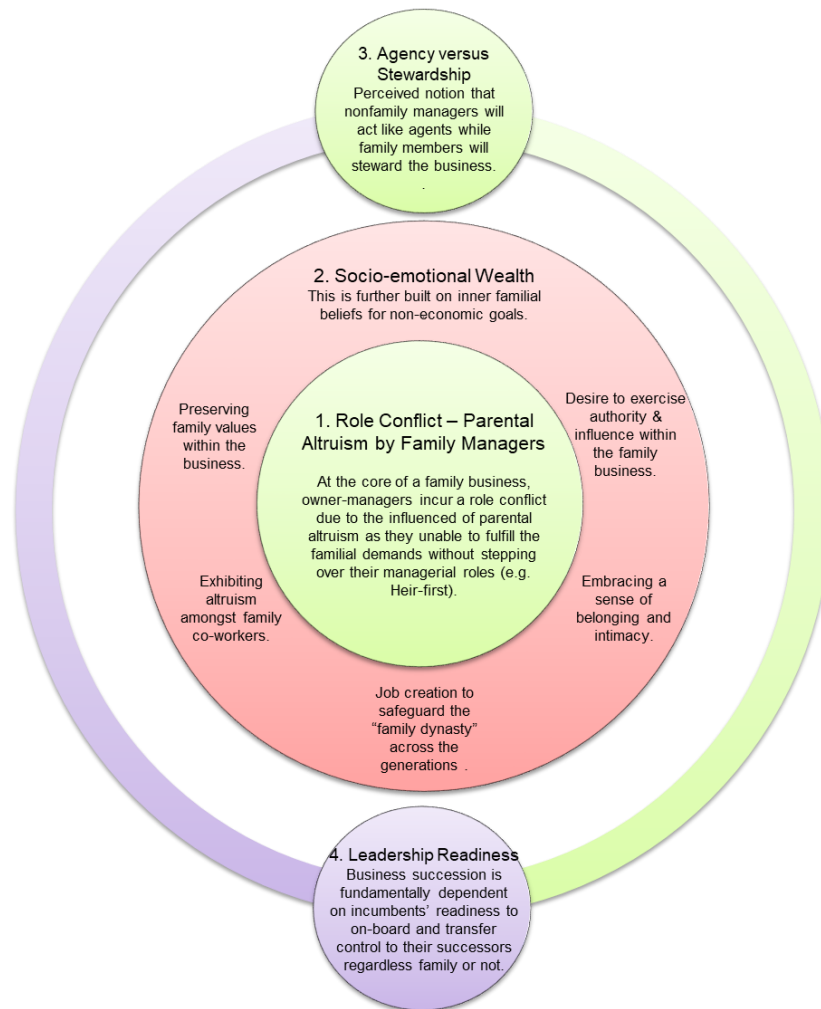 3. Agency versus
Stewardship
Perceived notion that
nonfamily managers will
act like agents while
family members will
steward the business.
.
2. Socio-emotional Wealth
This is further built on inner familial
beliefs for non-economic goals.
Preserving
family values
within the
business.
Desire to exercise
authority &
influence within
the family
business.
1. Role Conflict – Parental
Altruism by Family Managers
At the core of a family business,
owner-managers incur a role conflict
due to the influenced of parental
altruism as they unable to fulfill the
familial demands without stepping
over their managerial roles (e.g.
Heir-first).
Exhibiting
altruism
amongst family
co-workers.
Embracing a
sense of
belonging and
intimacy.
Job creation to
safeguard the
“family dynasty”
across the
generations .
4. Leadership Readiness
Business succession is
fundamentally dependent
on incumbents’ readiness to
on-board and transfer
control to their successors
regardless family or not.